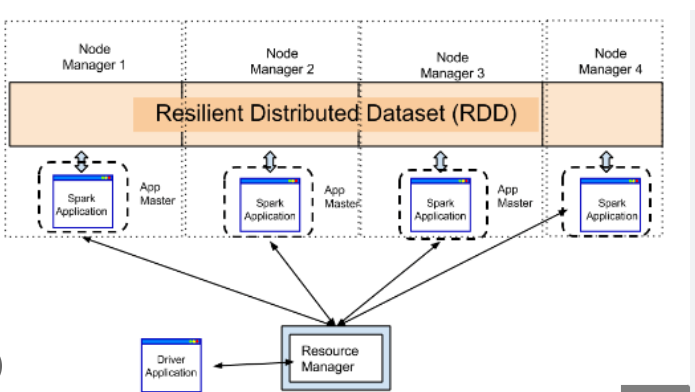 Node
Manager 1
Node
Manager 2
Node
Manager 3
Node
Manager 4
Resilient Distributed Dataset (RDD)
Spark
Application
App
Master
Spark
Application
App
Master
Spark
Application
App
Master
Spark
Application
Driver
Application
Resource
Manager